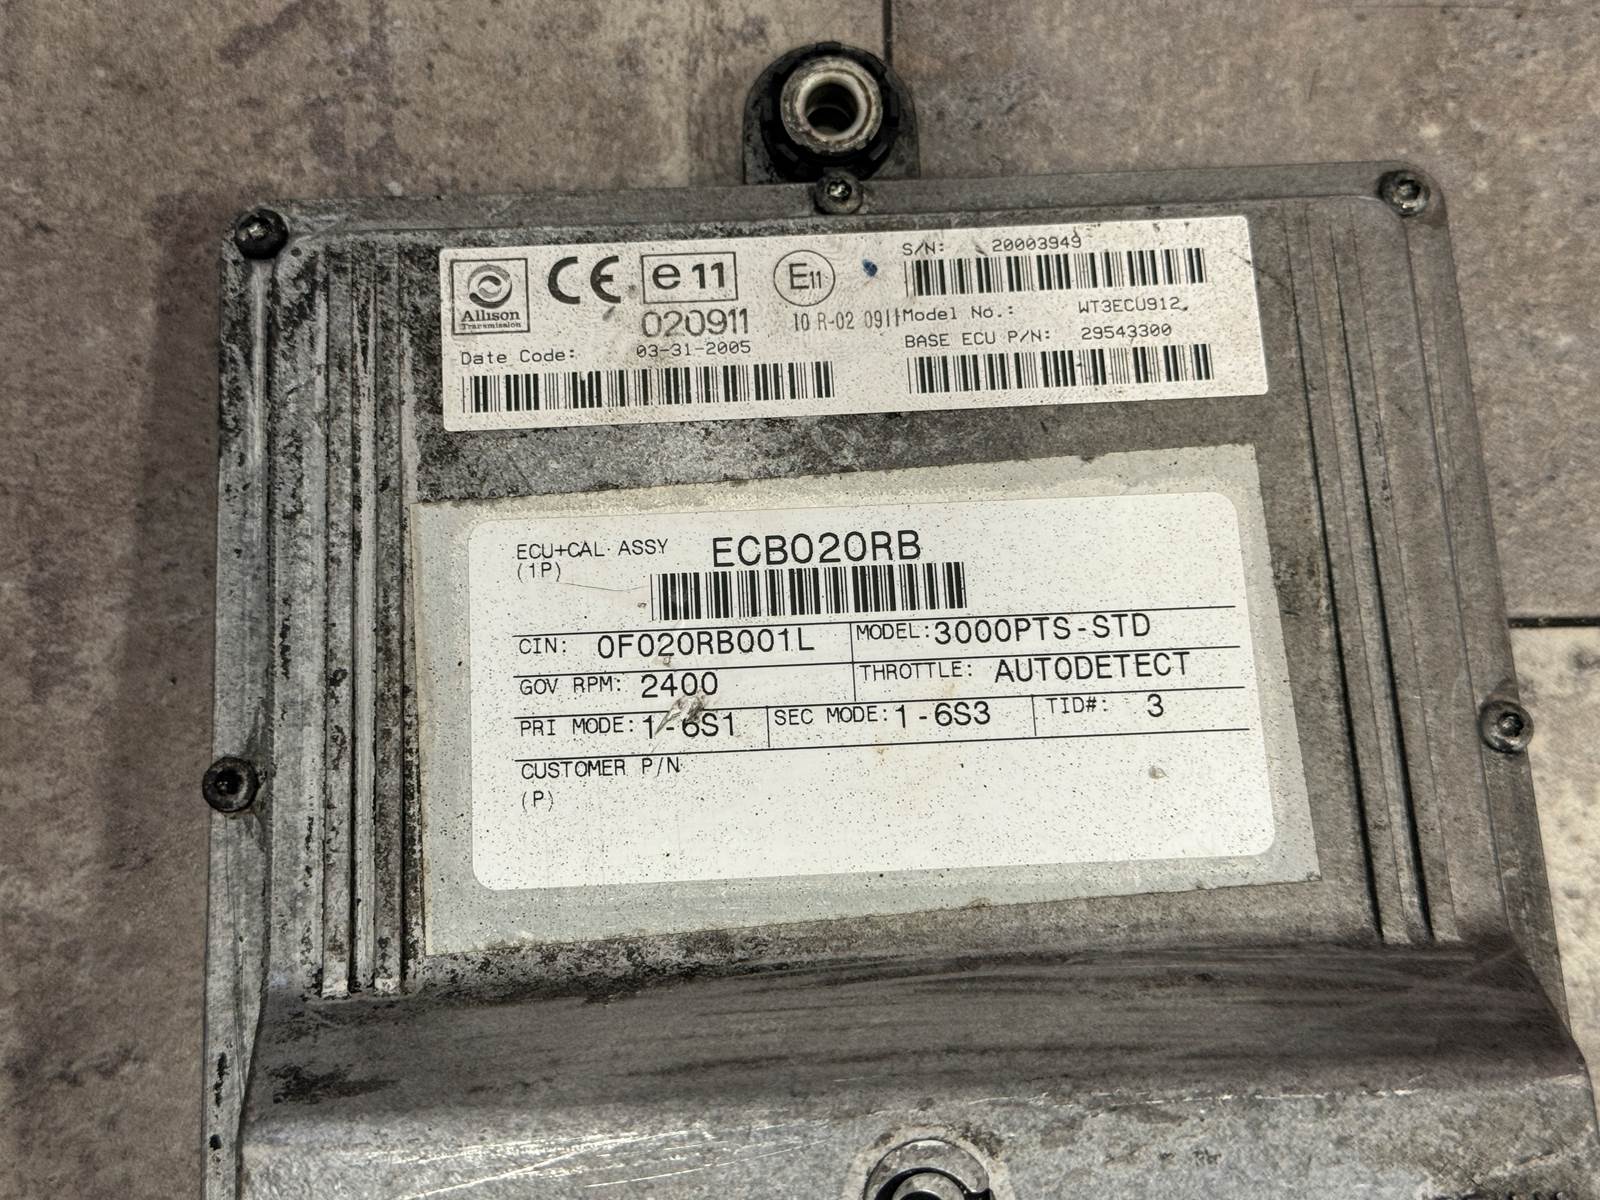 Allison
Transmission
CE
e11
020911
E11
10 R-02 0911
S/N: 20003949
Model No.: WT3ECU912
BASE ECU P/N: 29543300
Date Code: 03-31-2005
ECU+CAL ASSY ECB020RB
(1P)
CIN: 0F020RB001L MODEL: 3000PTS-STD
GOV RPM: 2400 THROTTLE: AUTODETECT
PRI MODE: 1-6S1 SEC MODE: 1-6S3 TID#: 3
CUSTOMER P/N
(P)